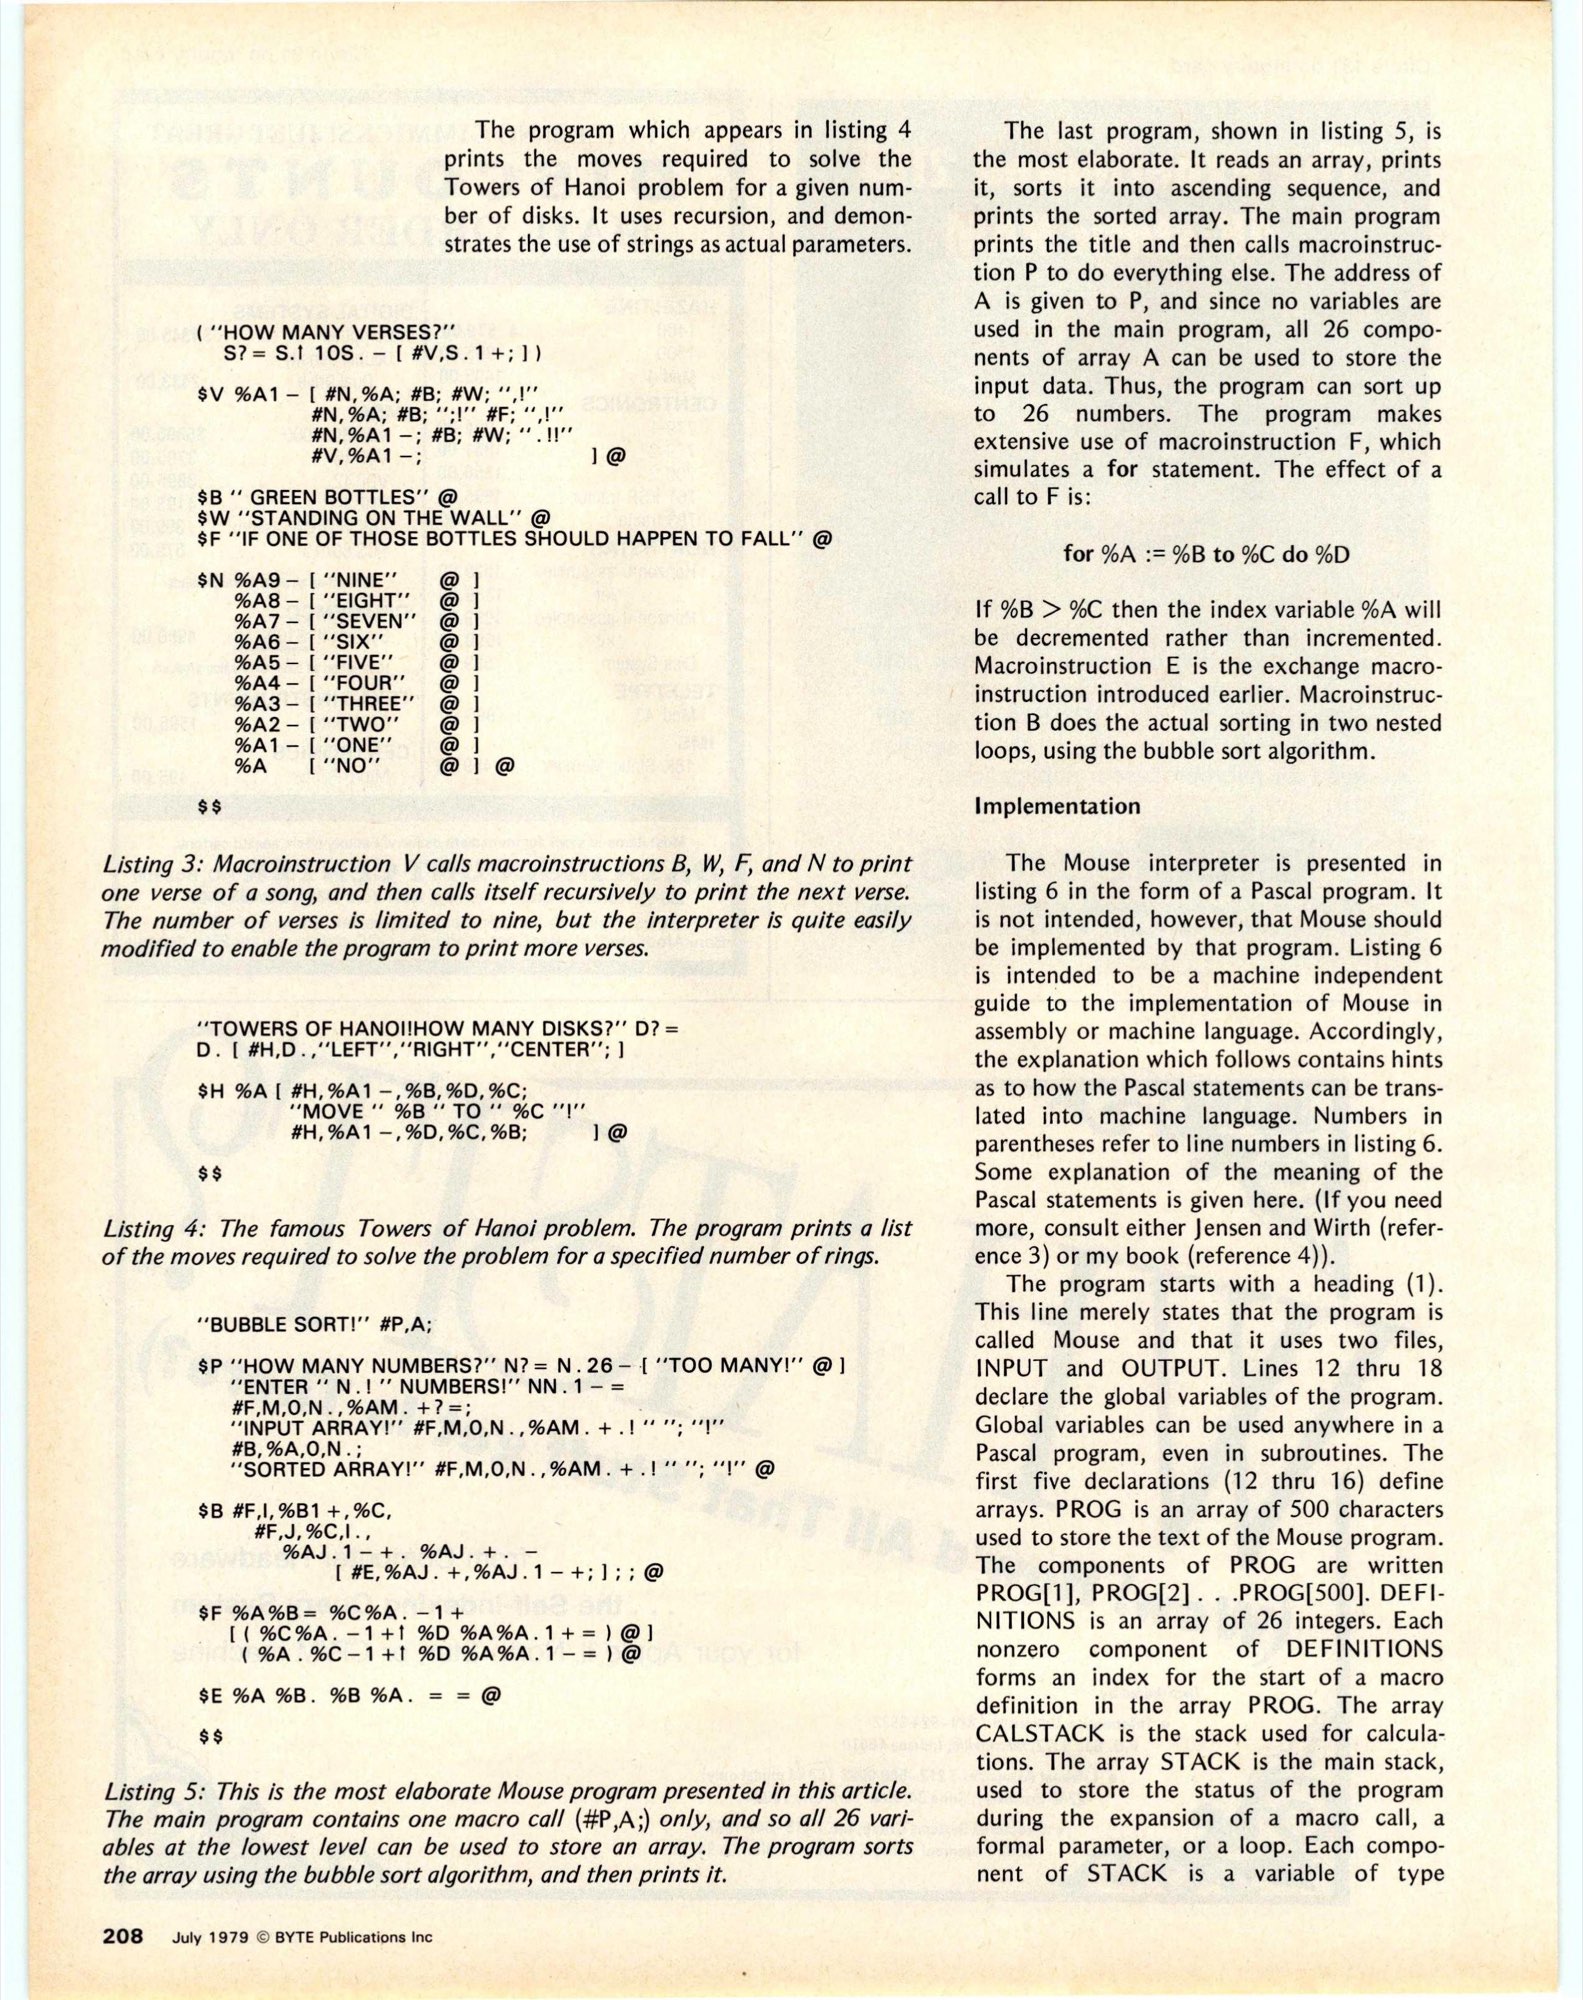 The program which appears in listing 4
prints the moves required to solve the
Towers of Hanoi problem for a given num-
ber of disks. It uses recursion, and demon-
strates the use of strings as actual parameters.
( "HOW MANY VERSES?"
S? = S.↑ 10S. – [ #V,S. 1 +; ] )
$V %A1 – [ #N,%A; #B; #W; ",!"
#N,%A; #B; ";!" #F; ",!"
#N,%A1 –; #B; #W; ".!!"
#V,%A1 –; ] @
$B " GREEN BOTTLES" @
$W "STANDING ON THE WALL" @
$F "IF ONE OF THOSE BOTTLES SHOULD HAPPEN TO FALL" @
$N %A9 – [ "NINE" @ ]
%A8 – [ "EIGHT" @ ]
%A7 – [ "SEVEN" @ ]
%A6 – [ "SIX" @ ]
%A5 – [ "FIVE" @ ]
%A4 – [ "FOUR" @ ]
%A3 – [ "THREE" @ ]
%A2 – [ "TWO" @ ]
%A1 – [ "ONE" @ ]
%A [ "NO" @ ] @
$$
Listing 3: Macroinstruction V calls macroinstructions B, W, F, and N to print
one verse of a song, and then calls itself recursively to print the next verse.
The number of verses is limited to nine, but the interpreter is quite easily
modified to enable the program to print more verses.
"TOWERS OF HANOI!HOW MANY DISKS?" D? =
D. [ #H,D.,"LEFT","RIGHT","CENTER"; ]
$H %A [ #H,%A1 –,%B,%D,%C;
"MOVE " %B " TO " %C "!"
#H,%A1 –,%D,%C,%B; ] @
$$
Listing 4: The famous Towers of Hanoi problem. The program prints a list
of the moves required to solve the problem for a specified number of rings.
"BUBBLE SORT!" #P,A;
$P "HOW MANY NUMBERS?" N? = N. 26 – [ "TOO MANY!" @ ]
"ENTER " N. ! " NUMBERS!" NN. 1 – =
#F,M,0,N.,%AM. +? =;
"INPUT ARRAY!" #F,M,0,N.,%AM. + . ! " "; "!"
#B,%A,0,N.;
"SORTED ARRAY!" #F,M,0,N.,%AM. + . ! " "; "!" @
$B #F,I,%B1 +,%C,
#F,J,%C,I.,
%AJ. 1 – + . %AJ. + . –
[ #E,%AJ. +,%AJ. 1 – +; ] ; ; @
$F %A%B = %C%A. – 1 +
[ ( %C%A. – 1 +↑ %D %A%A. 1 + = ) @ ]
( %A. %C – 1 +↑ %D %A%A. 1 – = ) @
$E %A %B. %B %A. = = @
$$
Listing 5: This is the most elaborate Mouse program presented in this article.
The main program contains one macro call (#P,A;) only, and so all 26 vari-
ables at the lowest level can be used to store an array. The program sorts
the array using the bubble sort algorithm, and then prints it.
The last program, shown in listing 5, is
the most elaborate. It reads an array, prints
it, sorts it into ascending sequence, and
prints the sorted array. The main program
prints the title and then calls macroinstruc-
tion P to do everything else. The address of
A is given to P, and since no variables are
used in the main program, all 26 compo-
nents of array A can be used to store the
input data. Thus, the program can sort up
to 26 numbers. The program makes
extensive use of macroinstruction F, which
simulates a for statement. The effect of a
call to F is:
for %A := %B to %C do %D
If %B > %C then the index variable %A will
be decremented rather than incremented.
Macroinstruction E is the exchange macro-
instruction introduced earlier. Macroinstruc-
tion B does the actual sorting in two nested
loops, using the bubble sort algorithm.
Implementation
The Mouse interpreter is presented in
listing 6 in the form of a Pascal program. It
is not intended, however, that Mouse should
be implemented by that program. Listing 6
is intended to be a machine independent
guide to the implementation of Mouse in
assembly or machine language. Accordingly,
the explanation which follows contains hints
as to how the Pascal statements can be trans-
lated into machine language. Numbers in
parentheses refer to line numbers in listing 6.
Some explanation of the meaning of the
Pascal statements is given here. (If you need
more, consult either Jensen and Wirth (refer-
ence 3) or my book (reference 4)).
The program starts with a heading (1).
This line merely states that the program is
called Mouse and that it uses two files,
INPUT and OUTPUT. Lines 12 thru 18
declare the global variables of the program.
Global variables can be used anywhere in a
Pascal program, even in subroutines. The
first five declarations (12 thru 16) define
arrays. PROG is an array of 500 characters
used to store the text of the Mouse program.
The components of PROG are written
PROG[1], PROG[2] . . .PROG[500]. DEFI-
NITIONS is an array of 26 integers. Each
nonzero component of DEFINITIONS
forms an index for the start of a macro
definition in the array PROG. The array
CALSTACK is the stack used for calcula-
tions. The array STACK is the main stack,
used to store the status of the program
during the expansion of a macro call, a
formal parameter, or a loop. Each compo-
nent of STACK is a variable of type
208 July 1979 © BYTE Publications Inc